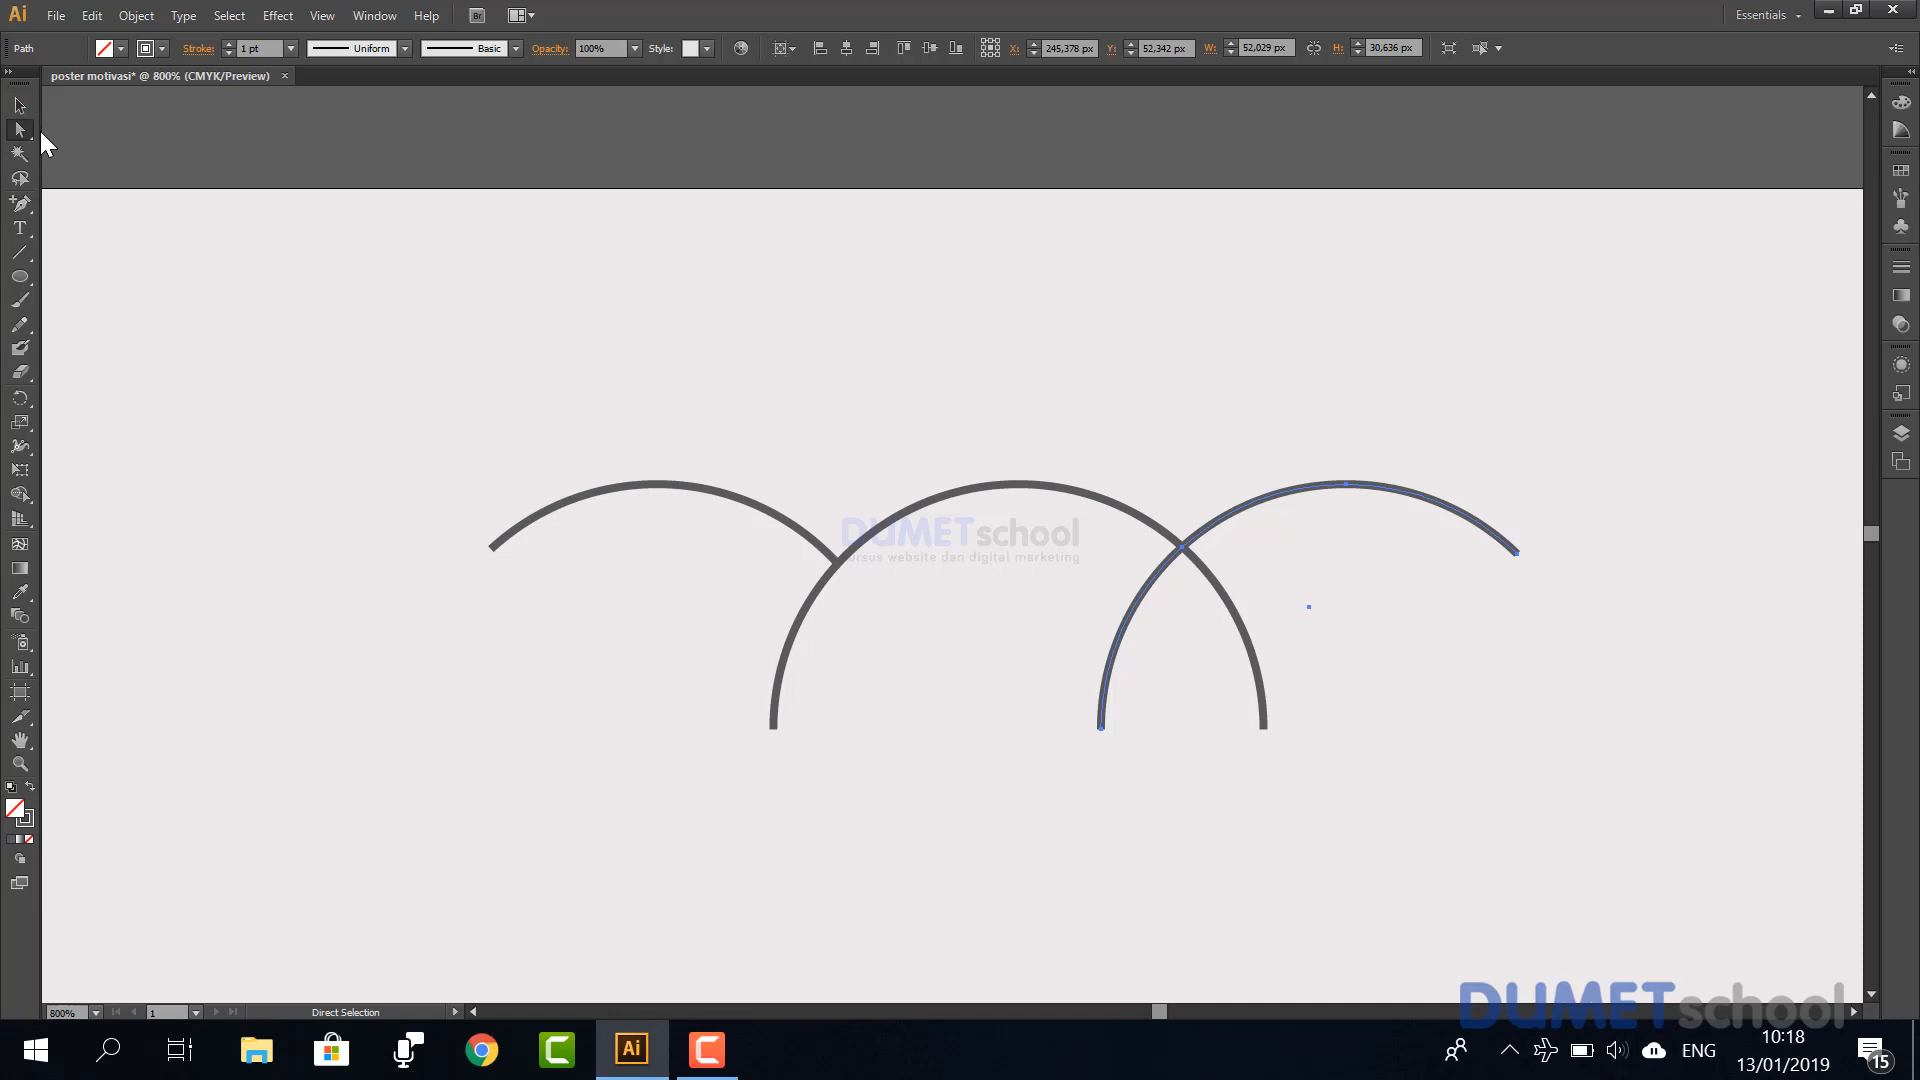 Ai File Edit Object Type Select Effect View Window Help Br Essentials
Path Stroke: 1 pt Uniform Basic Opacity: 100% Style: X: 245,378 px Y: 52,342 px W: 52,029 px H: 30,636 px
poster motivasi* @ 800% (CMYK/Preview)
DUMETschool
kursus website dan digital marketing
DUMETschool
800% 1 Direct Selection
Ai
ENG
10:18
13/01/2019
15